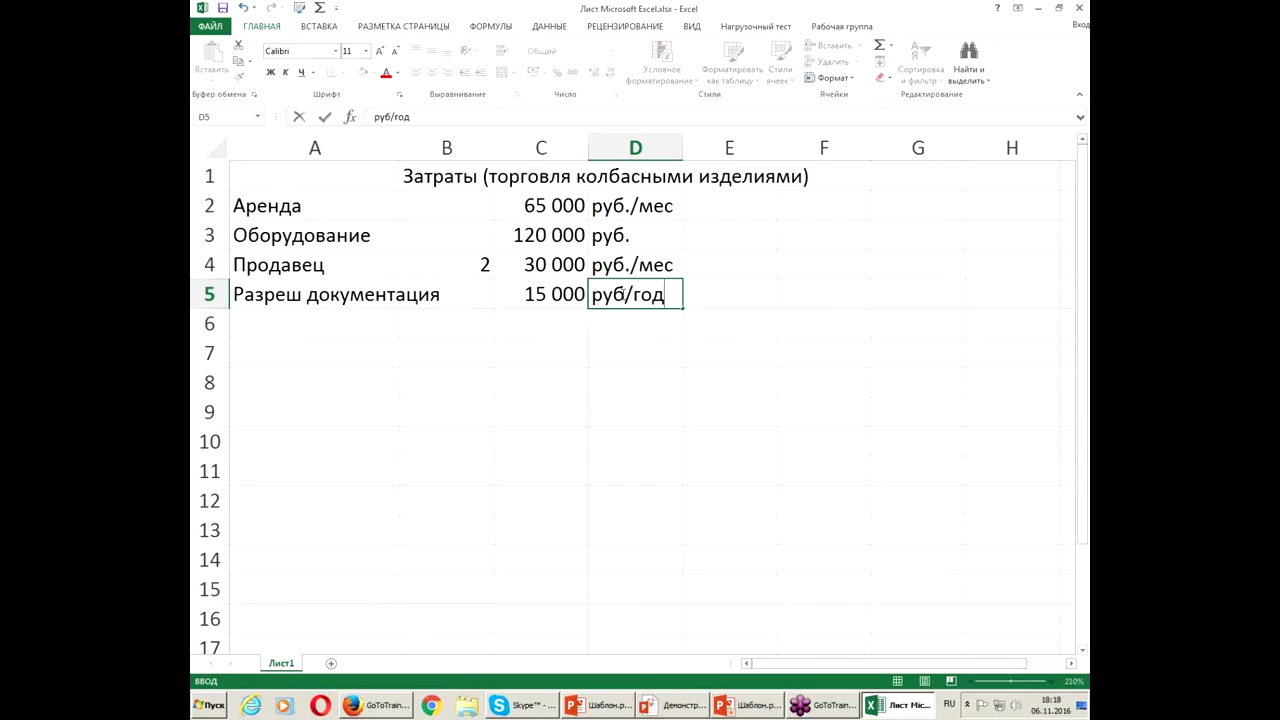 Лист Microsoft Excel.xlsx - Excel
ФАЙЛ ГЛАВНАЯ ВСТАВКА РАЗМЕТКА СТРАНИЦЫ ФОРМУЛЫ ДАННЫЕ РЕЦЕНЗИРОВАНИЕ ВИД Нагрузочный тест Рабочая группа Вход
Вставить
Calibri 11
Ж К Ч
Общий
Условное форматирование
Форматировать как таблицу
Стили ячеек
Вставить
Удалить
Формат
Сортировка и фильтр
Найти и выделить
Буфер обмена Шрифт Выравнивание Число Стили Ячейки Редактирование
D5 fx руб/год
A B C D E F G H
1 Затраты (торговля колбасными изделиями)
2 Аренда 65 000 руб./мес
3 Оборудование 120 000 руб.
4 Продавец 2 30 000 руб./мес
5 Разреш документация 15 000 руб/год
6
7
8
9
10
11
12
13
14
15
16
17
Лист1
ВВОД 210%
Пуск GoToTrain... Skype™ - ... Шаблон.p... Демонстр... Шаблон.p... GoToTrain... Лист Mic... RU 18:18
06.11.2016